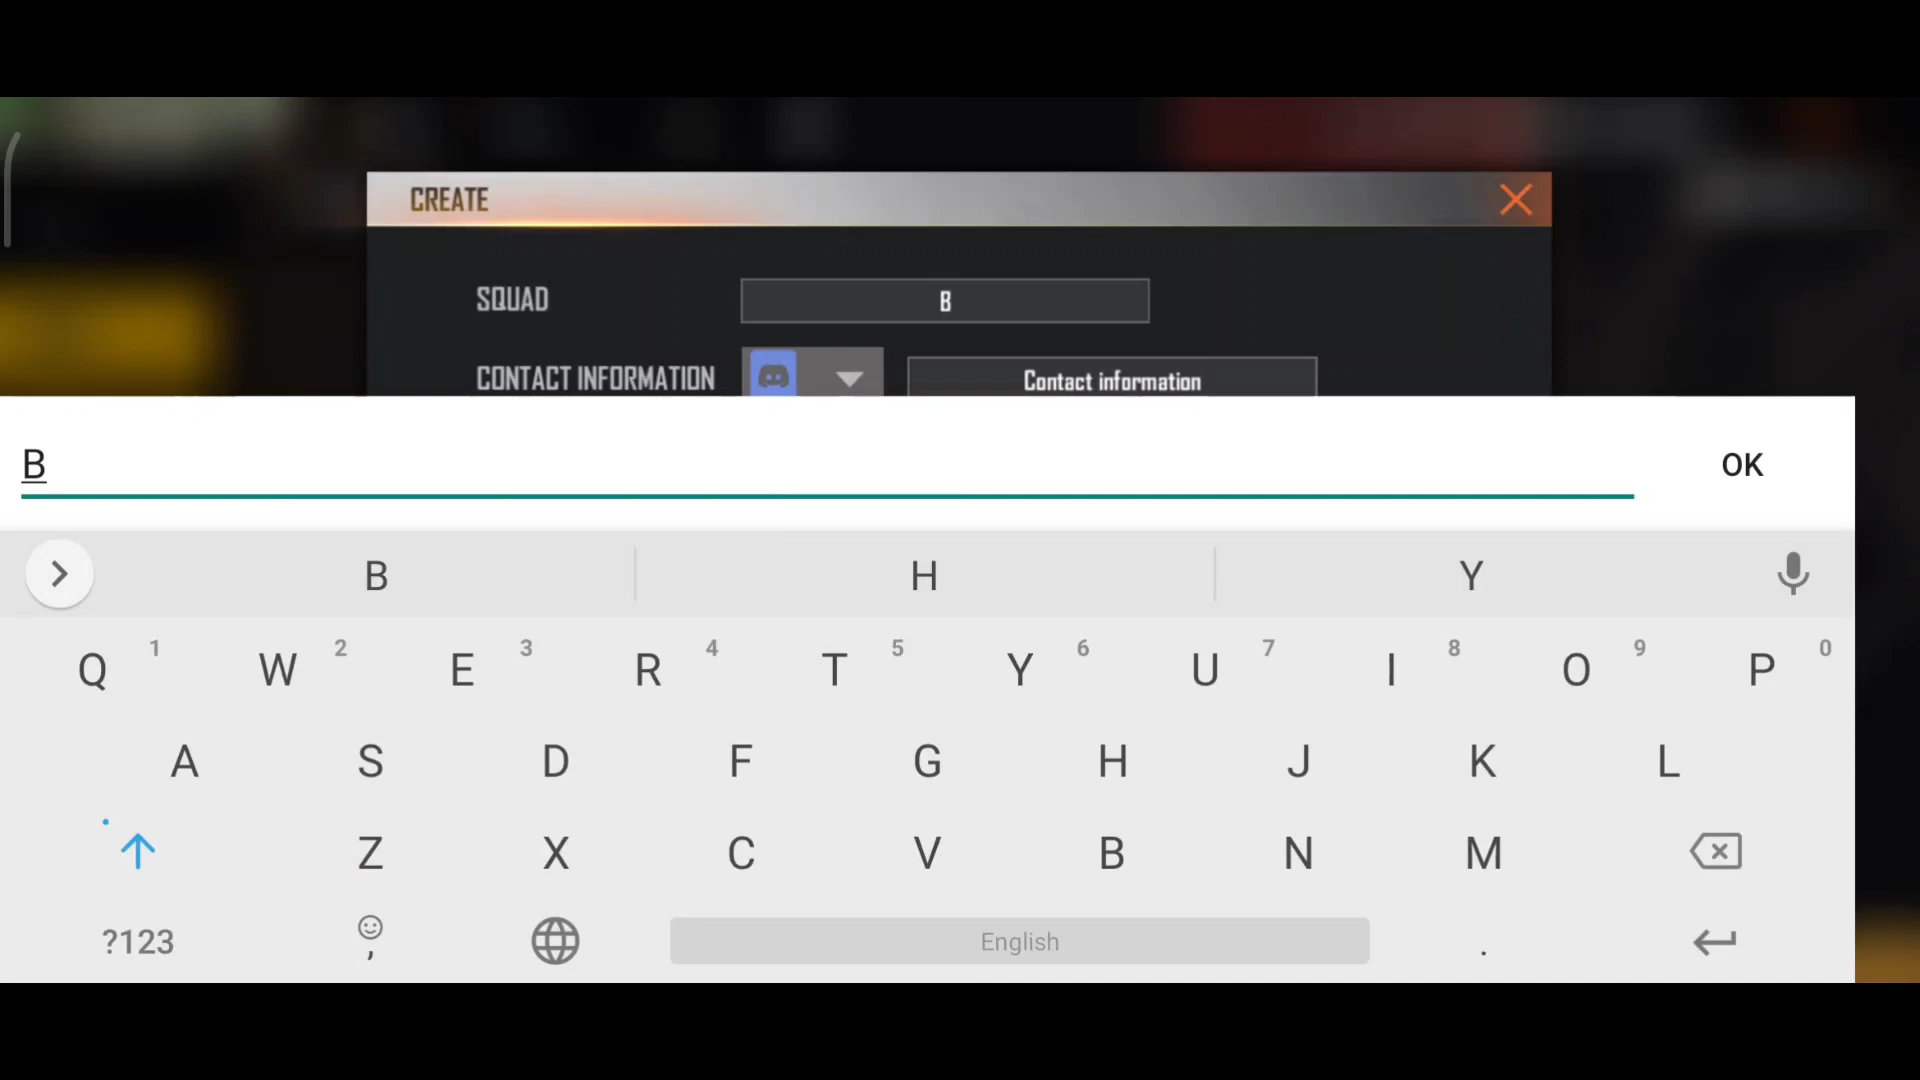 CREATE
SQUAD B
CONTACT INFORMATION Contact information
B OK
B H Y
Q 1 W 2 E 3 R 4 T 5 Y 6 U 7 I 8 O 9 P 0
A S D F G H J K L
Z X C V B N M
?123 , English .